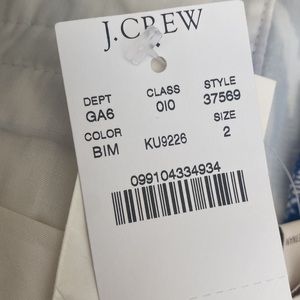 J.CREW
DEPT CLASS STYLE
GA6 010 37569
COLOR SIZE
BIM KU9226 2
099104334934